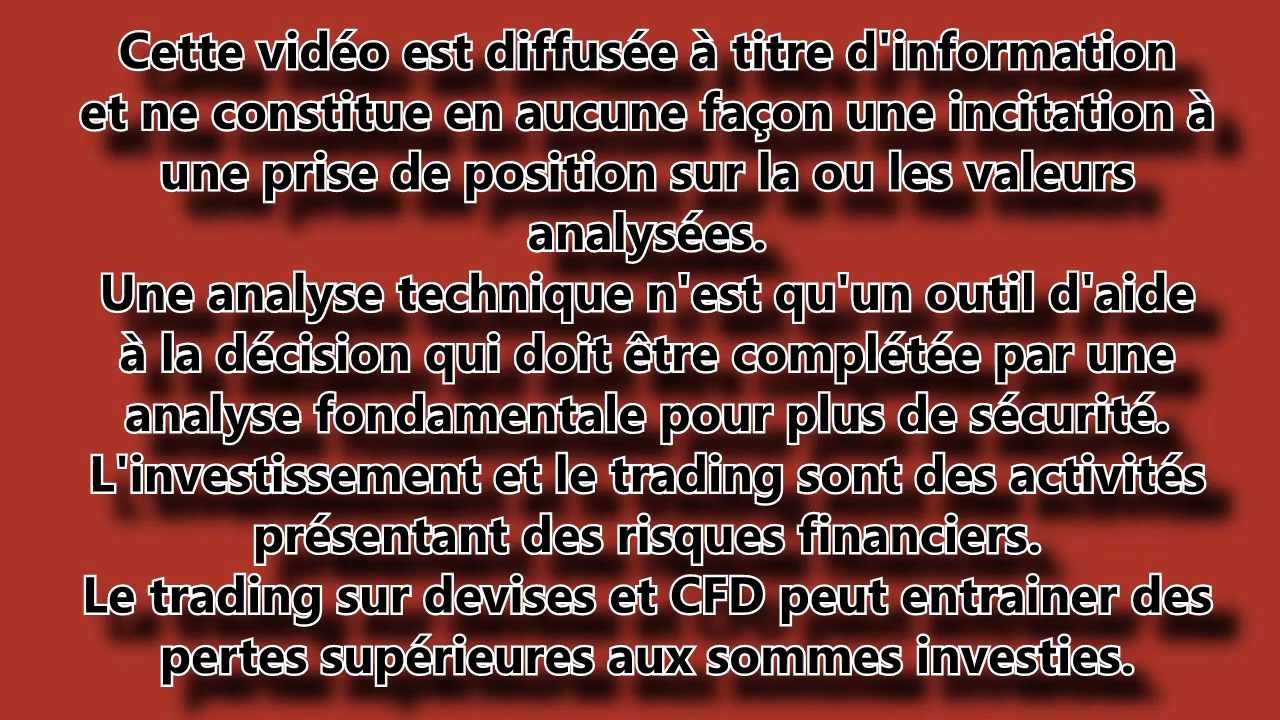 Cette vidéo est diffusée à titre d'information
et ne constitue en aucune façon une incitation à
une prise de position sur la ou les valeurs
analysées.
Une analyse technique n'est qu'un outil d'aide
à la décision qui doit être complétée par une
analyse fondamentale pour plus de sécurité.
L'investissement et le trading sont des activités
présentant des risques financiers.
Le trading sur devises et CFD peut entrainer des
pertes supérieures aux sommes investies.